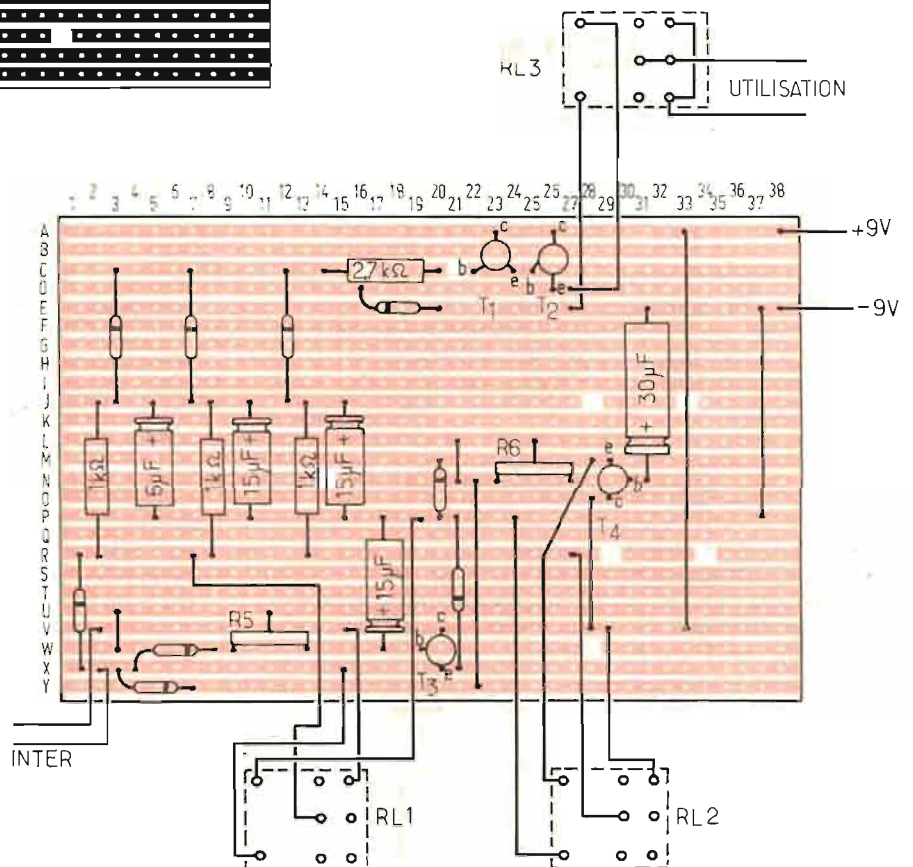 RL3
UTILISATION
1 2 3 4 5 6 7 8 9 10 11 12 13 14 15 16 17 18 19 20 21 22 23 24 25 25 27 28 29 30 31 32 33 34 35 36 37 38
A
B
C
D
E
F
G
H
I
J
K
L
M
N
O
P
Q
R
S
T
U
V
W
X
Y
+9V
-9V
c
c
2,7 kΩ
b
e
b
e
T1
T2
+ 30µF
1kΩ
5µF +
1kΩ
15µF +
1kΩ
15µF +
R6
e
b
c
T4
+ 15µF
R5
c
b
e
T3
INTER
RL1
RL2